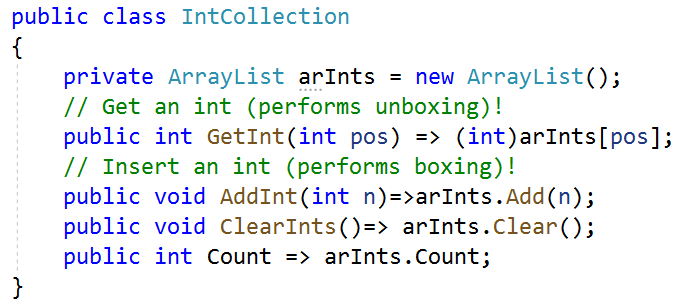 public class IntCollection
{
private ArrayList arInts = new ArrayList();
// Get an int (performs unboxing)!
public int GetInt(int pos) => (int)arInts[pos];
// Insert an int (performs boxing)!
public void AddInt(int n)=>arInts.Add(n);
public void ClearInts()=> arInts.Clear();
public int Count => arInts.Count;
}